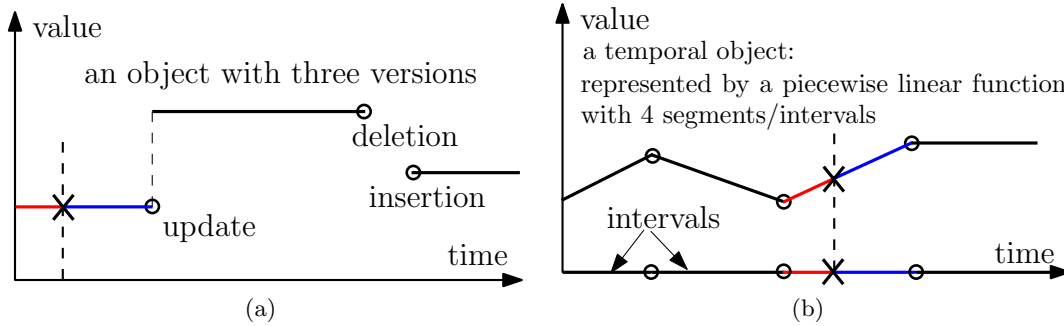 value
an object with three versions
deletion
insertion
update
time
(a)
value
a temporal object:
represented by a piecewise linear function
with 4 segments/intervals
intervals
time
(b)